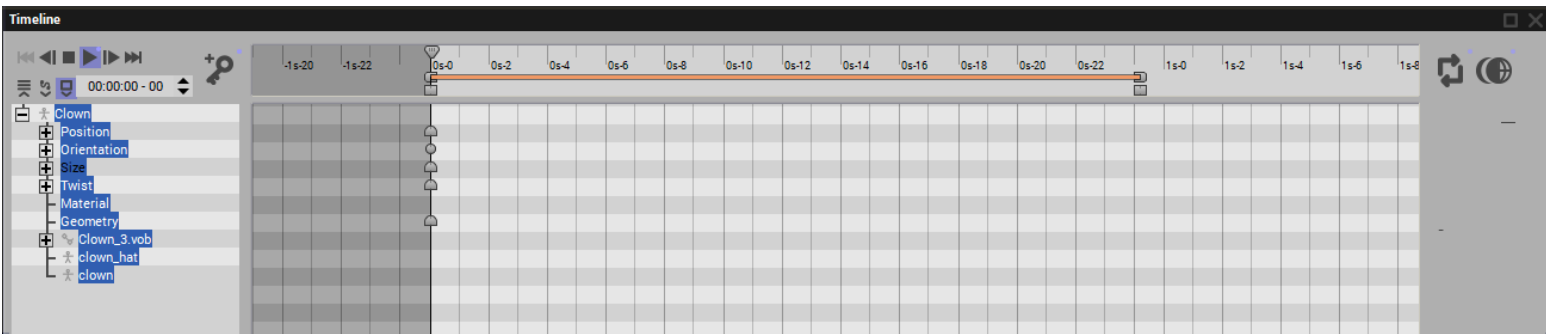 Timeline
-1s-20 -1s-22 0s-0 0s-2 0s-4 0s-6 0s-8 0s-10 0s-12 0s-14 0s-16 0s-18 0s-20 0s-22 1s-0 1s-2 1s-4 1s-6 1s-8
00:00:00 - 00
Clown
Position
Orientation
Size
Twist
Material
Geometry
Clown_3.vob
clown_hat
clown